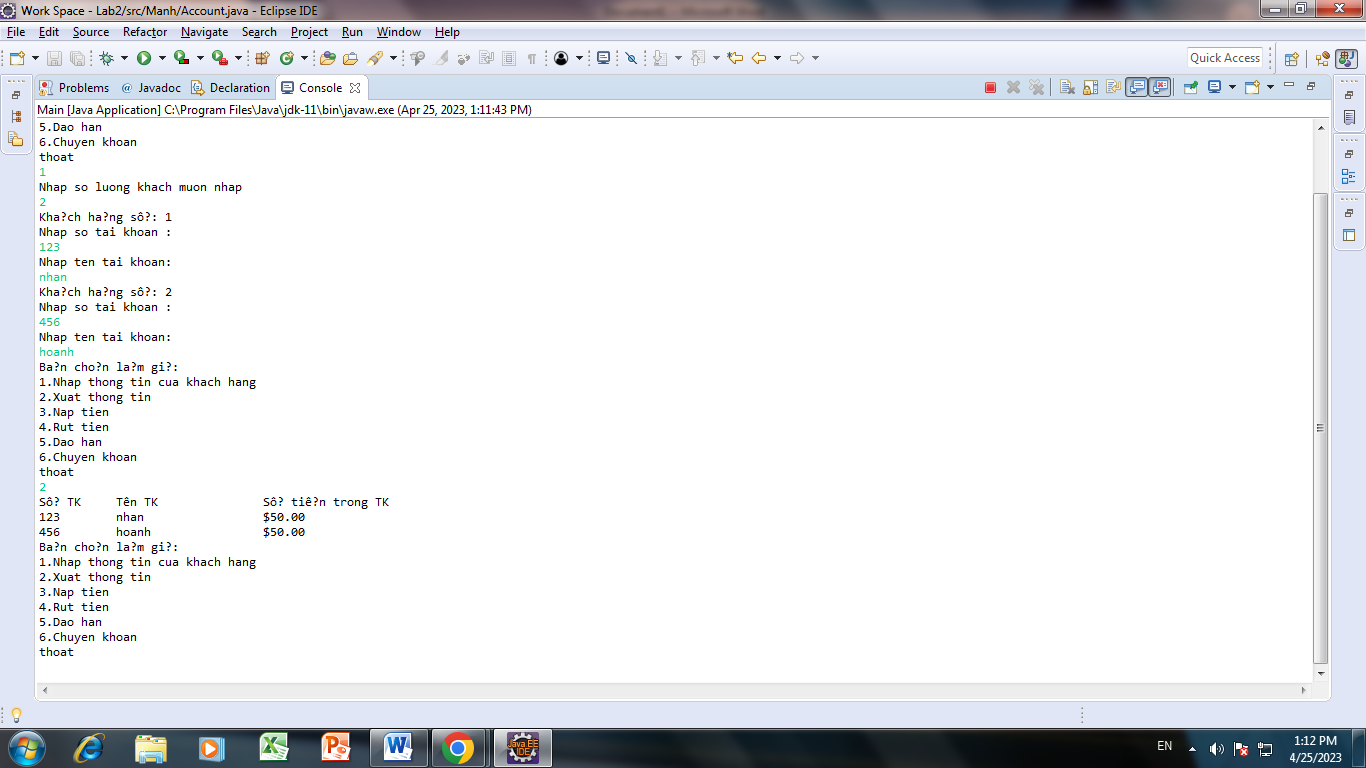 Work Space - Lab2/src/Manh/Account.java - Eclipse IDE
File Edit Source Refactor Navigate Search Project Run Window Help
Quick Access
Problems @ Javadoc Declaration Console
Main [Java Application] C:\Program Files\Java\jdk-11\bin\javaw.exe (Apr 25, 2023, 1:11:43 PM)
5.Dao han
6.Chuyen khoan
thoat
1
Nhap so luong khach muon nhap
2
Kha?ch ha?ng sô?: 1
Nhap so tai khoan :
123
Nhap ten tai khoan:
nhan
Kha?ch ha?ng sô?: 2
Nhap so tai khoan :
456
Nhap ten tai khoan:
hoanh
Ba?n cho?n la?m gi?:
1.Nhap thong tin cua khach hang
2.Xuat thong tin
3.Nap tien
4.Rut tien
5.Dao han
6.Chuyen khoan
thoat
2
Sô? TK Tên TK Sô? tiê?n trong TK
123 nhan $50.00
456 hoanh $50.00
Ba?n cho?n la?m gi?:
1.Nhap thong tin cua khach hang
2.Xuat thong tin
3.Nap tien
4.Rut tien
5.Dao han
6.Chuyen khoan
thoat
Java EE
IDE
EN
1:12 PM
4/25/2023